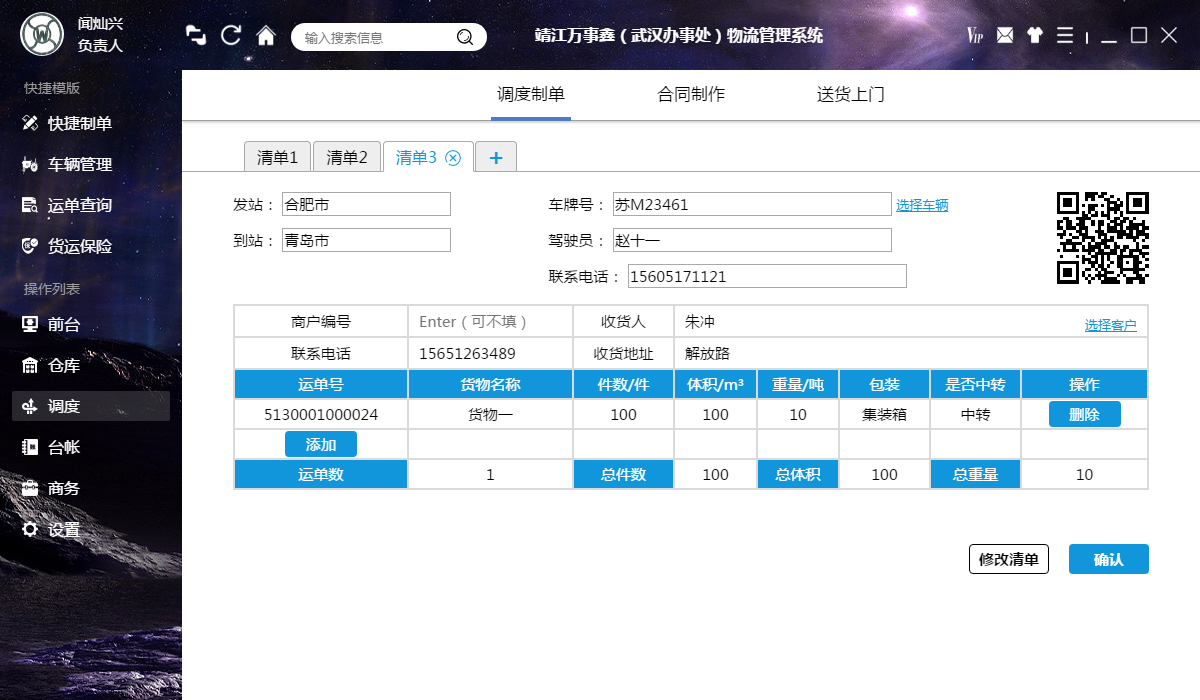 闻灿兴
负责人
输入搜索信息
靖江万事鑫（武汉办事处）物流管理系统
VIP
快捷模版
快捷制单
车辆管理
运单查询
货运保险
操作列表
前台
仓库
调度
台帐
商务
设置
调度制单 合同制作 送货上门
清单1 清单2 清单3 +
发站： 合肥市 车牌号： 苏M23461 选择车辆
到站： 青岛市 驾驶员： 赵十一
联系电话： 15605171121
商户编号 Enter（可不填） 收货人 朱冲 选择客户
联系电话 15651263489 收货地址 解放路
运单号 货物名称 件数/件 体积/m³ 重量/吨 包装 是否中转 操作
5130001000024 货物一 100 100 10 集装箱 中转 删除
添加
运单数 1 总件数 100 总体积 100 总重量 10
修改清单 确认